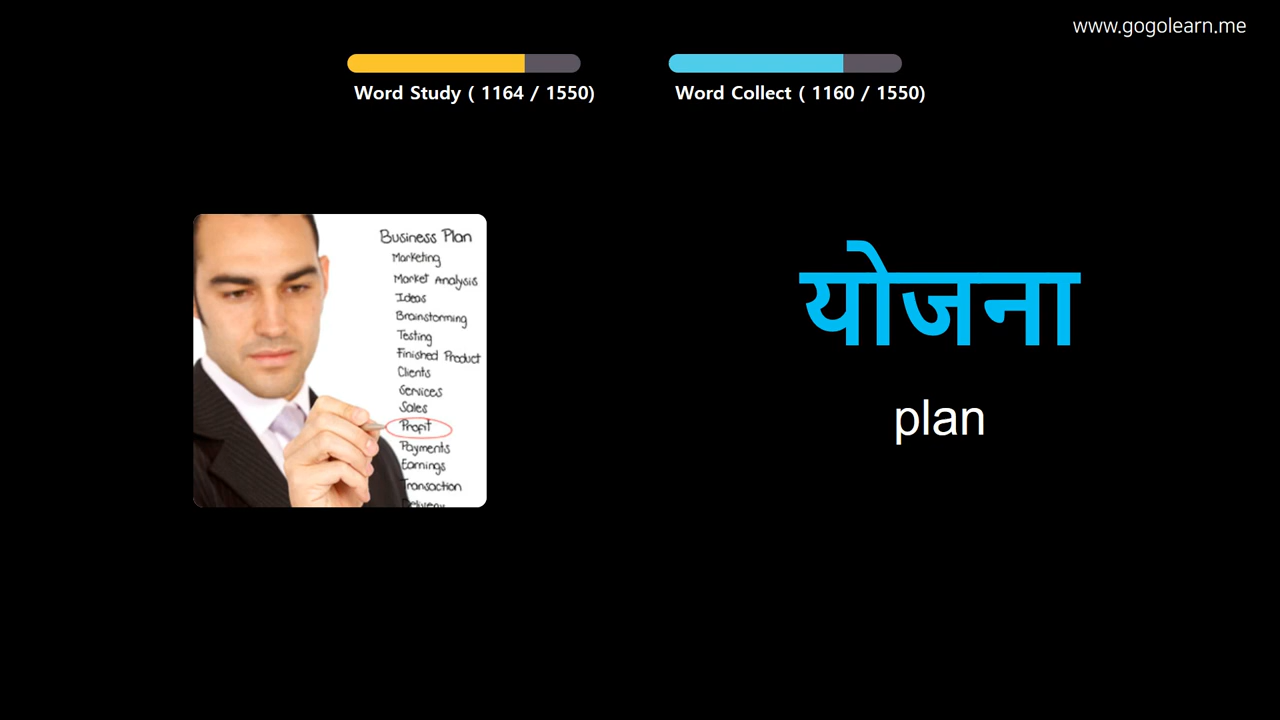 www.gogolearn.me
Word Study ( 1164 / 1550)
Word Collect ( 1160 / 1550)
Business Plan
Marketing
Market Analysis
Ideas
Brainstorming
Testing
Finished Product
Clients
Services
Sales
Profit
Payments
Earnings
Transaction
Delivery
योजना
plan